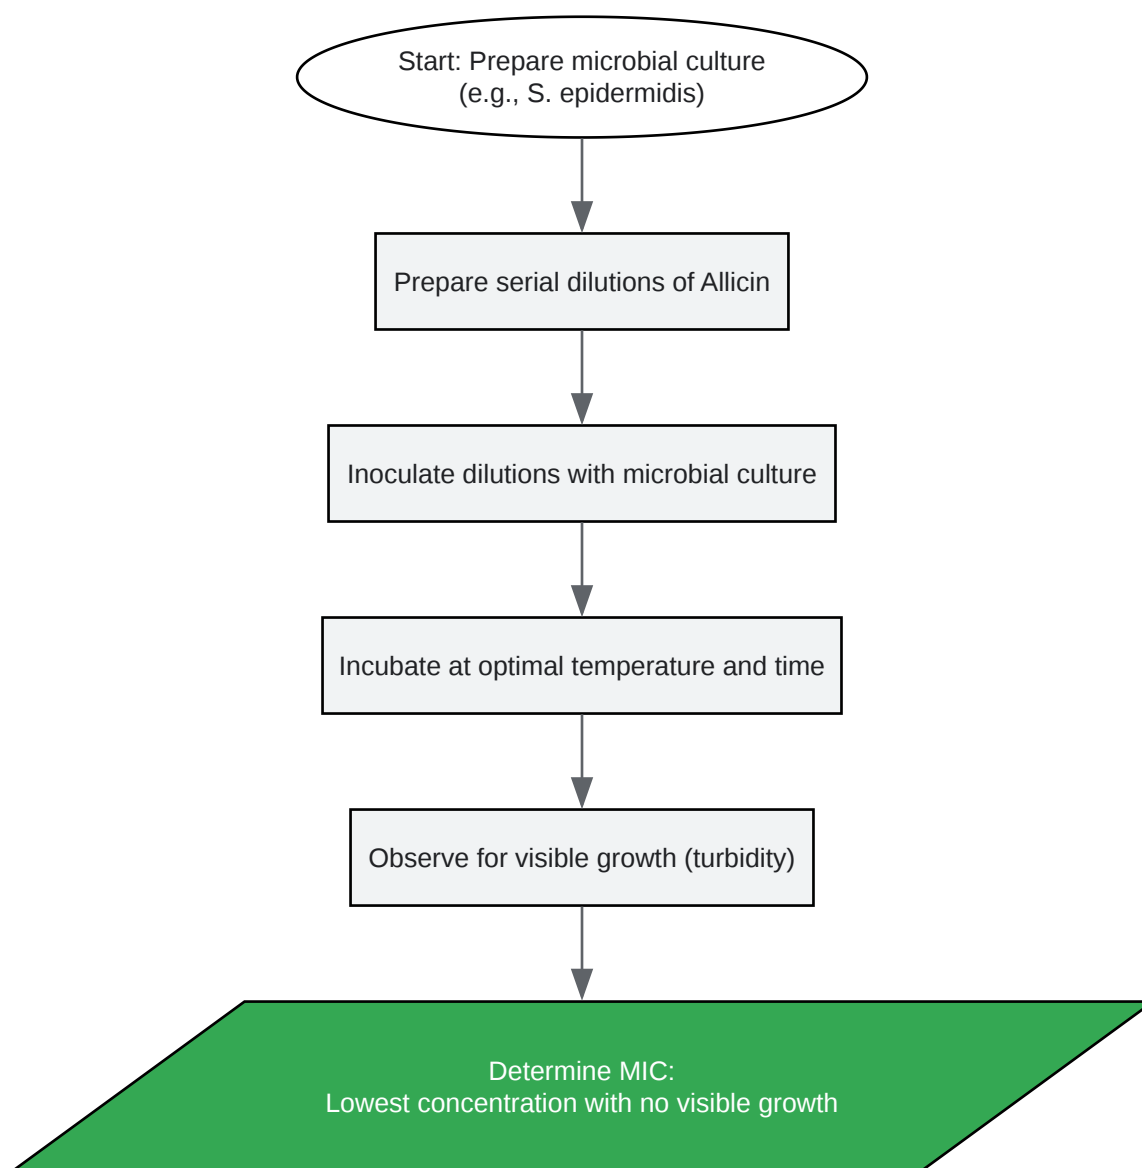 Start: Prepare microbial culture
(e.g., S. epidermidis)
Prepare serial dilutions of Allicin
Inoculate dilutions with microbial culture
Incubate at optimal temperature and time
Observe for visible growth (turbidity)
Determine MIC:
Lowest concentration with no visible growth